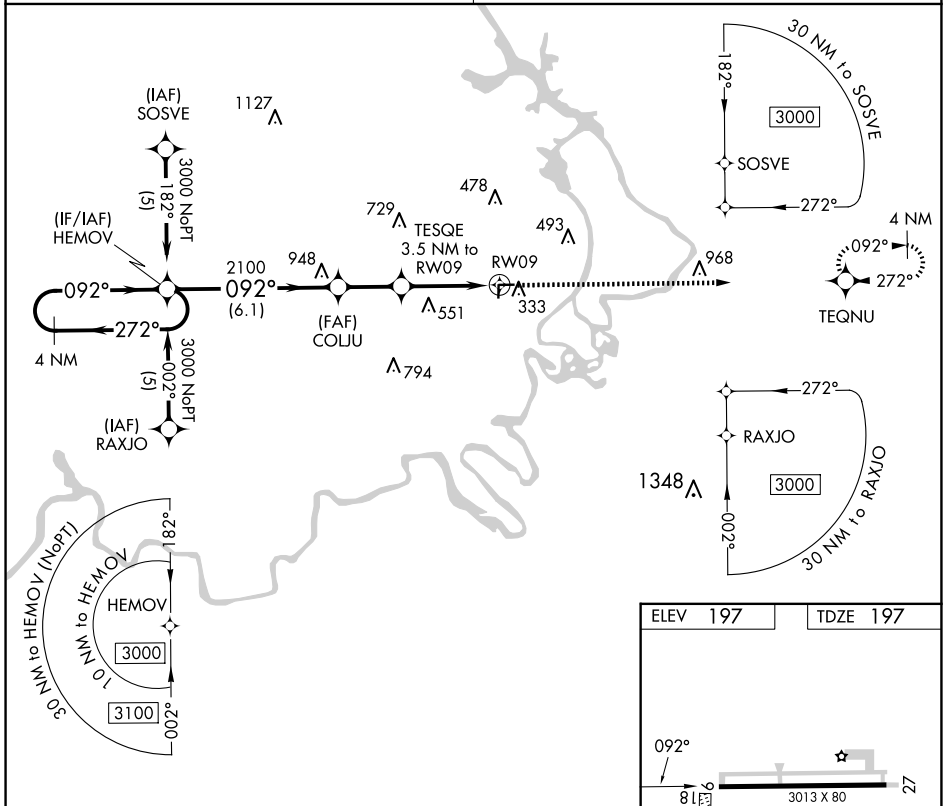 (IAF)
SOSVE
1127
3000 NoPT
182°
(5)
(IF/IAF)
HEMOV
092°
272°
4 NM
2100
092°
(6.1)
948
(FAF)
COLJU
729
TESQE
3.5 NM to
RW09
478
493
RW09
333
551
794
968
3000 NoPT
002°
(5)
(IAF)
RAXJO
30 NM to SOSVE
182°
3000
SOSVE
272°
4 NM
092°
272°
TEQNU
272°
RAXJO
3000
002°
30 NM to RAXJO
1348
30 NM to HEMOV (NoPT)
10 NM to HEMOV
182°
HEMOV
3000
3100
002°
ELEV 197
TDZE 197
092°
9
27
3013 X 80
18